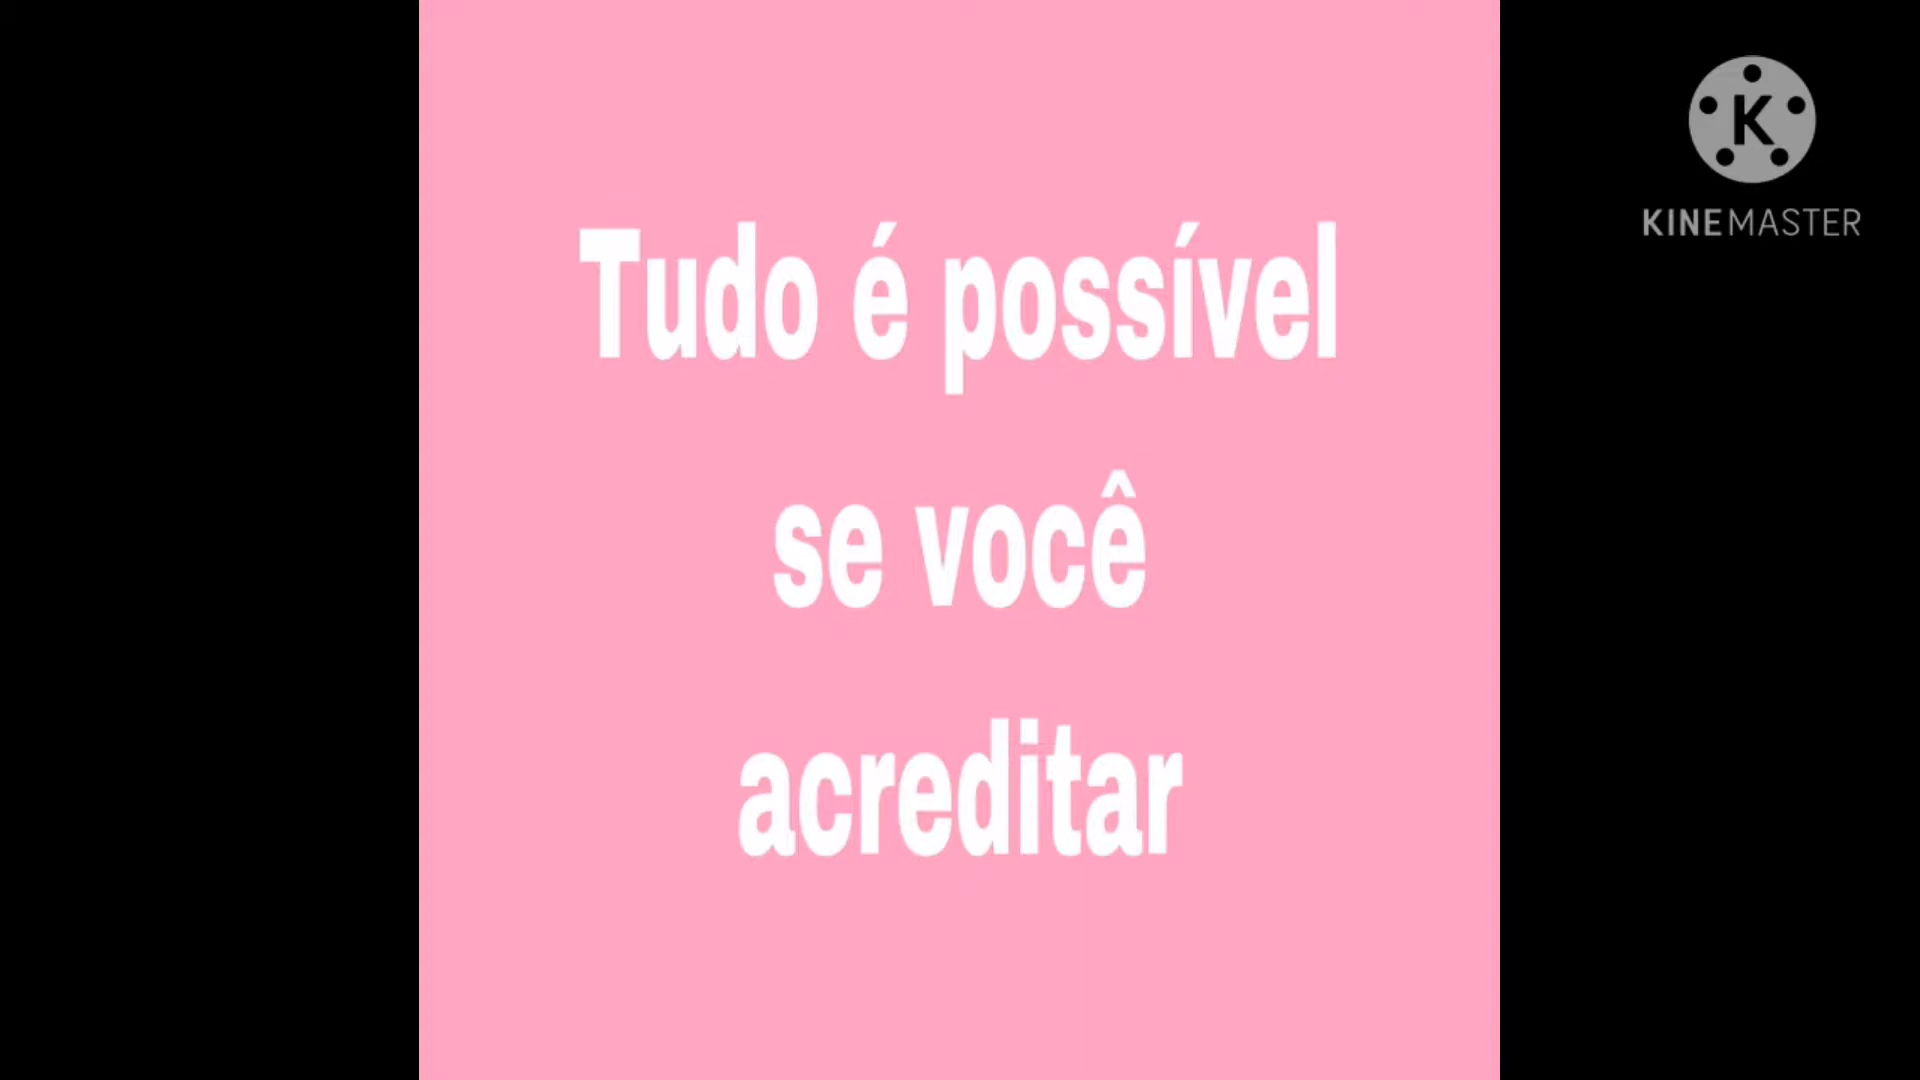 Tudo é possível
se você
acreditar
K
KINEMASTER